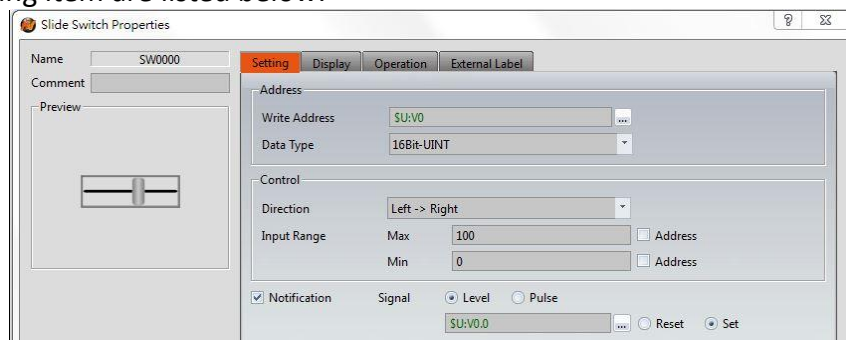 ng item are listed below:
Slide Switch Properties
Name SW0000
Comment
Preview
Setting Display Operation External Label
Address
Write Address $U:V0 ...
Data Type 16Bit-UINT
Control
Direction Left -> Right
Input Range Max 100 Address
Min 0 Address
Notification Signal Level Pulse
$U:V0.0 ... Reset Set